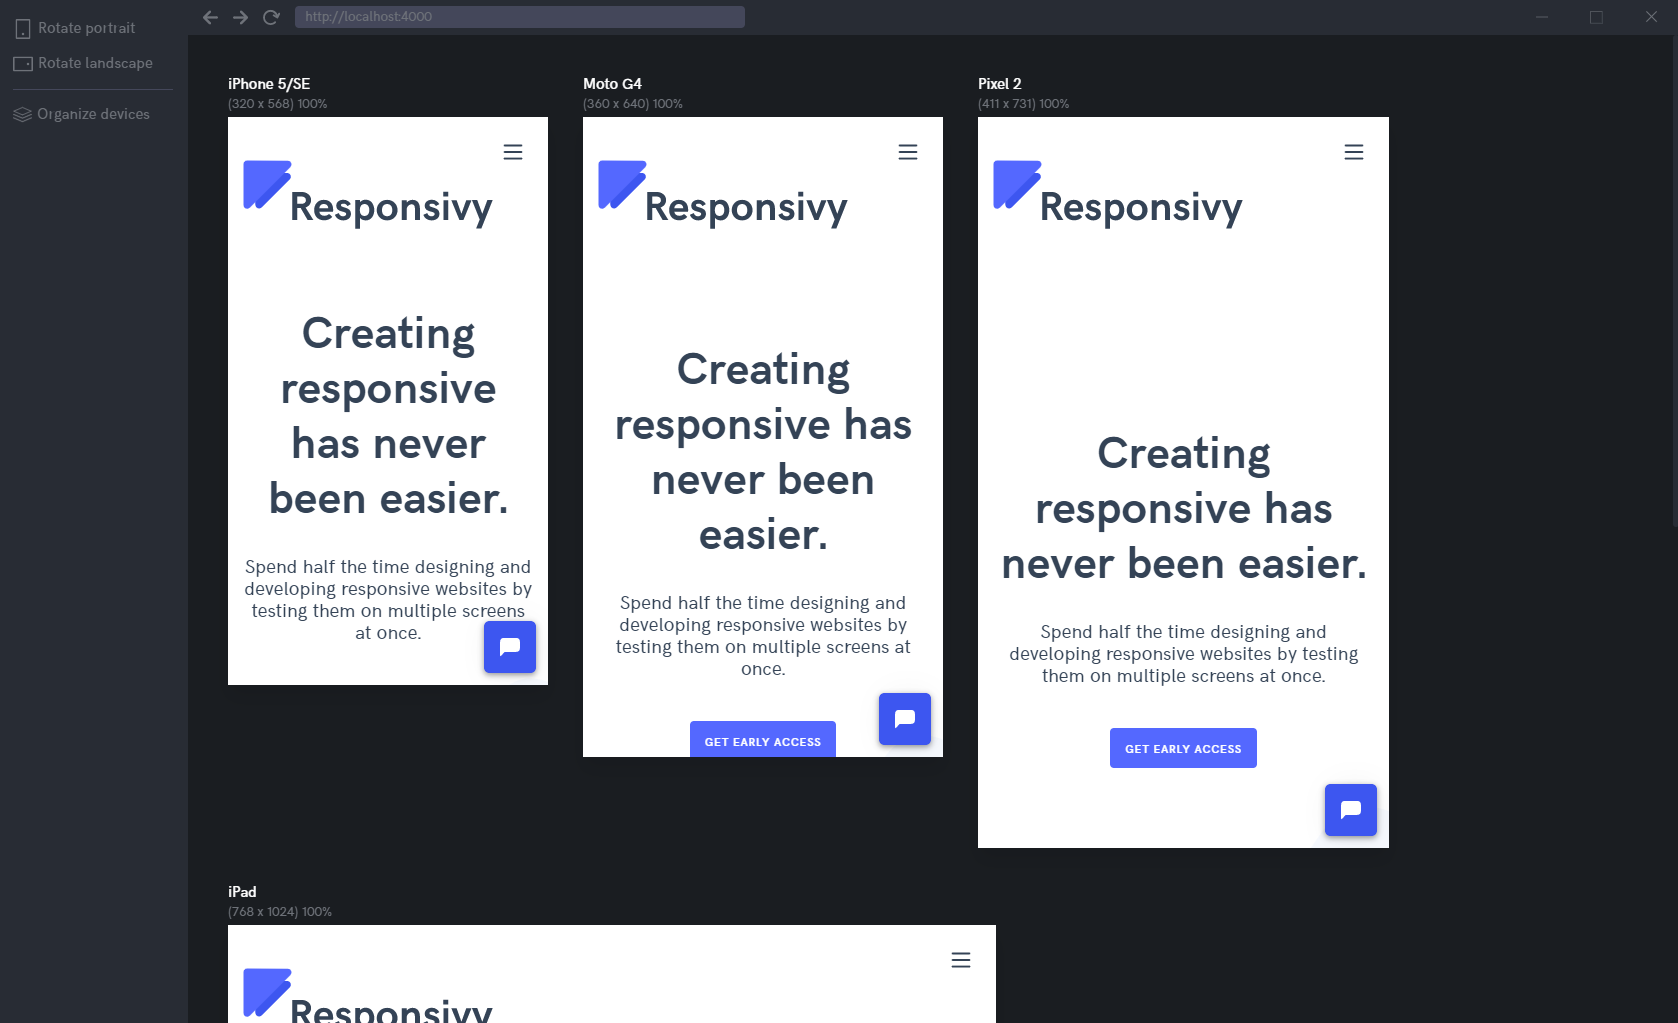 Rotate portrait
Rotate landscape
Organize devices
http://localhost:4000
iPhone 5/SE
(320 x 568) 100%
Responsivy
Creating
responsive
has never
been easier.
Spend half the time designing and
developing responsive websites by
testing them on multiple screens
at once.
Moto G4
(360 x 640) 100%
Responsivy
Creating
responsive has
never been
easier.
Spend half the time designing and
developing responsive websites by
testing them on multiple screens at
once.
GET EARLY ACCESS
Pixel 2
(411 x 731) 100%
Responsivy
Creating
responsive has
never been easier.
Spend half the time designing and
developing responsive websites by testing
them on multiple screens at once.
GET EARLY ACCESS
iPad
(768 x 1024) 100%
Responsivy